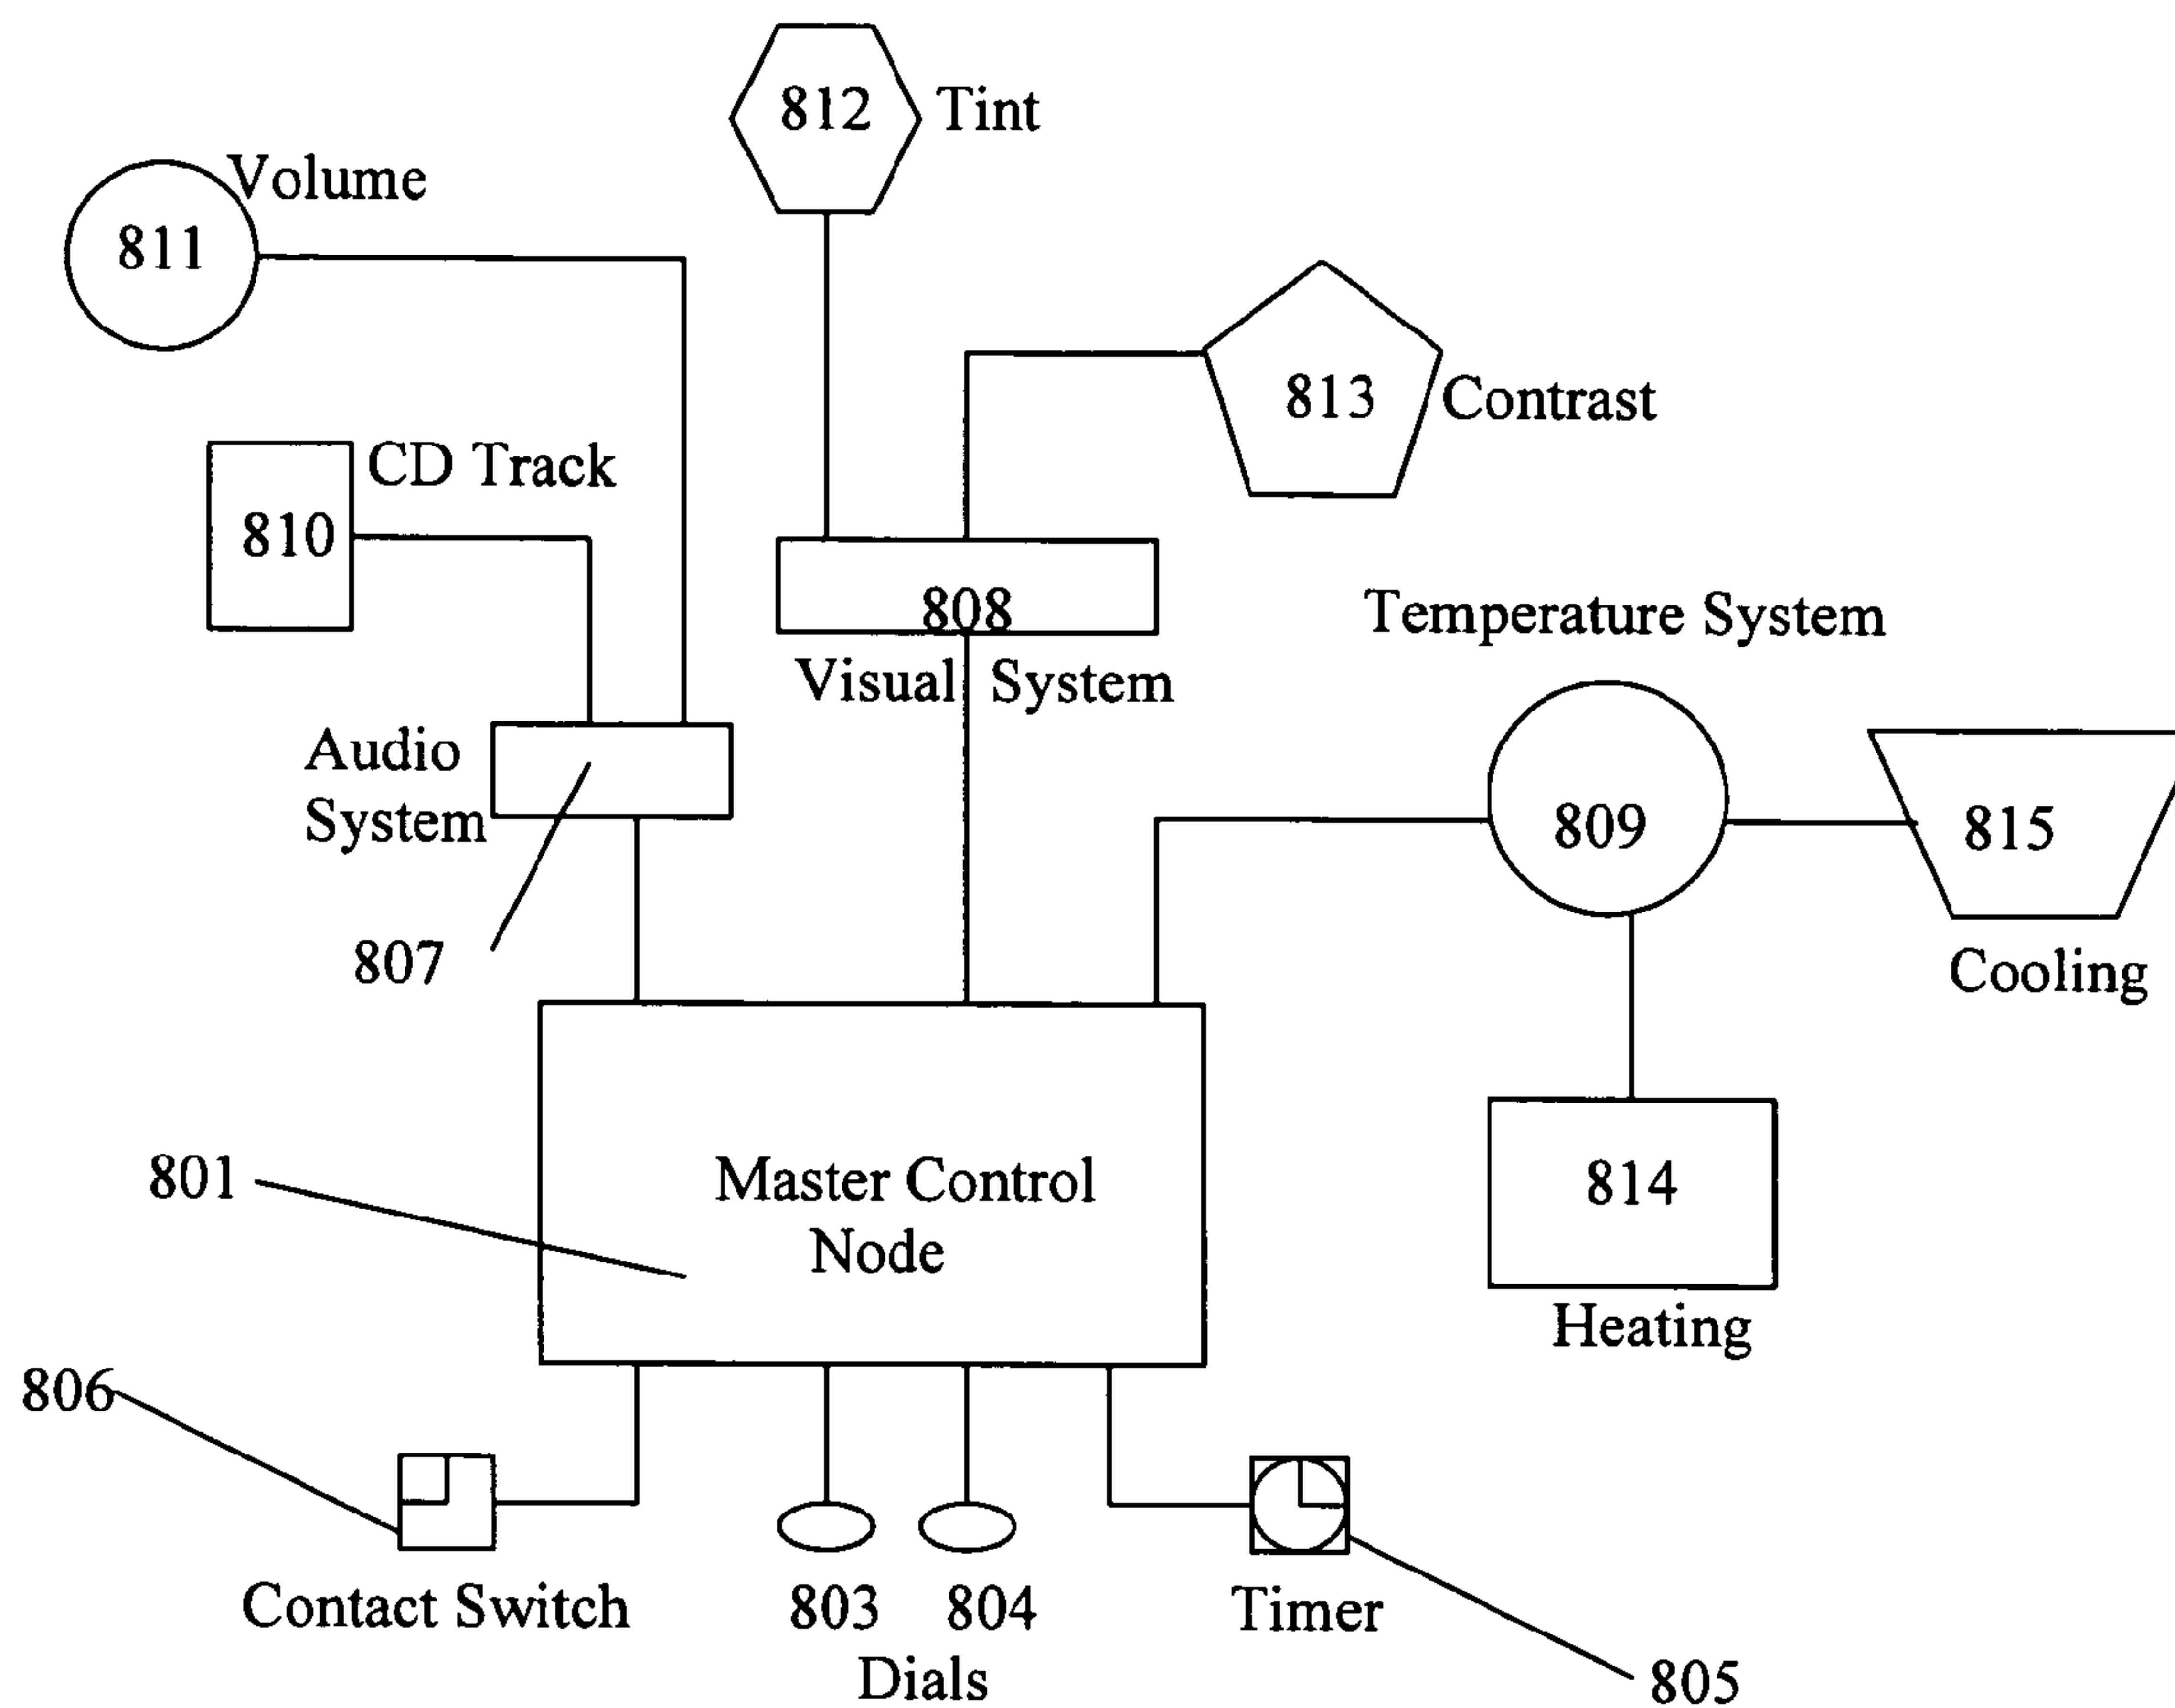 812 Tint
Volume
811
813 Contrast
CD Track
810
808
Visual System
Temperature System
Audio
System
809
815
807
Cooling
Master Control
Node
801
814
Heating
806
Contact Switch
803 804
Dials
Timer
805